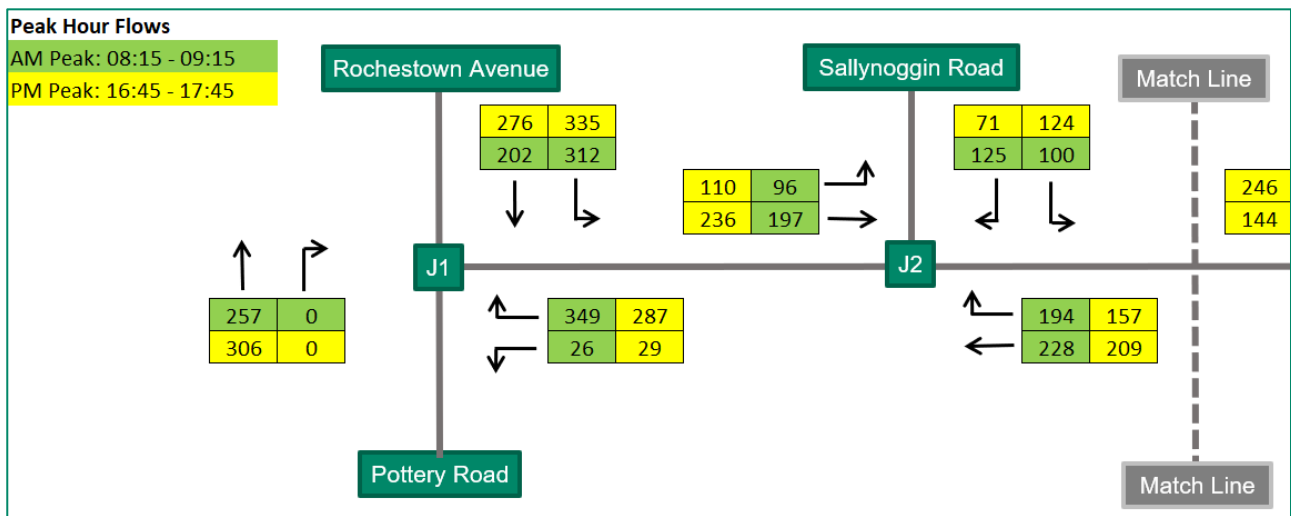 Peak Hour Flows
AM Peak: 08:15 - 09:15
PM Peak: 16:45 - 17:45
Rochestown Avenue
Sallynoggin Road
Match Line
276 335
202 312
71 124
125 100
110 96
236 197
246
144
J1
J2
257 0
306 0
349 287
26 29
194 157
228 209
Pottery Road
Match Line